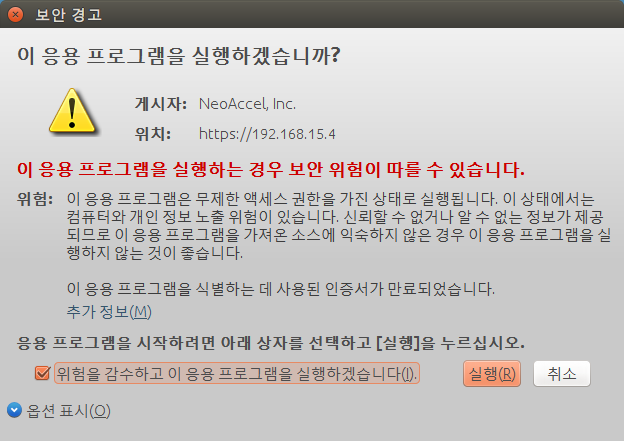 보안 경고
이 응용 프로그램을 실행하겠습니까?
게시자: NeoAccel, Inc.
위치: https://192.168.15.4
이 응용 프로그램을 실행하는 경우 보안 위험이 따를 수 있습니다.
위험: 이 응용 프로그램은 무제한 액세스 권한을 가진 상태로 실행됩니다. 이 상태에서는
컴퓨터와 개인 정보 노출 위험이 있습니다. 신뢰할 수 없거나 알 수 없는 정보가 제공
되므로 이 응용 프로그램을 가져온 소스에 익숙하지 않은 경우 이 응용 프로그램을 실
행하지 않는 것이 좋습니다.
이 응용 프로그램을 식별하는 데 사용된 인증서가 만료되었습니다.
추가 정보(M)
응용 프로그램을 시작하려면 아래 상자를 선택하고 [실행]을 누르십시오.
위험을 감수하고 이 응용 프로그램을 실행하겠습니다(I). 실행(R) 취소
옵션 표시(O)